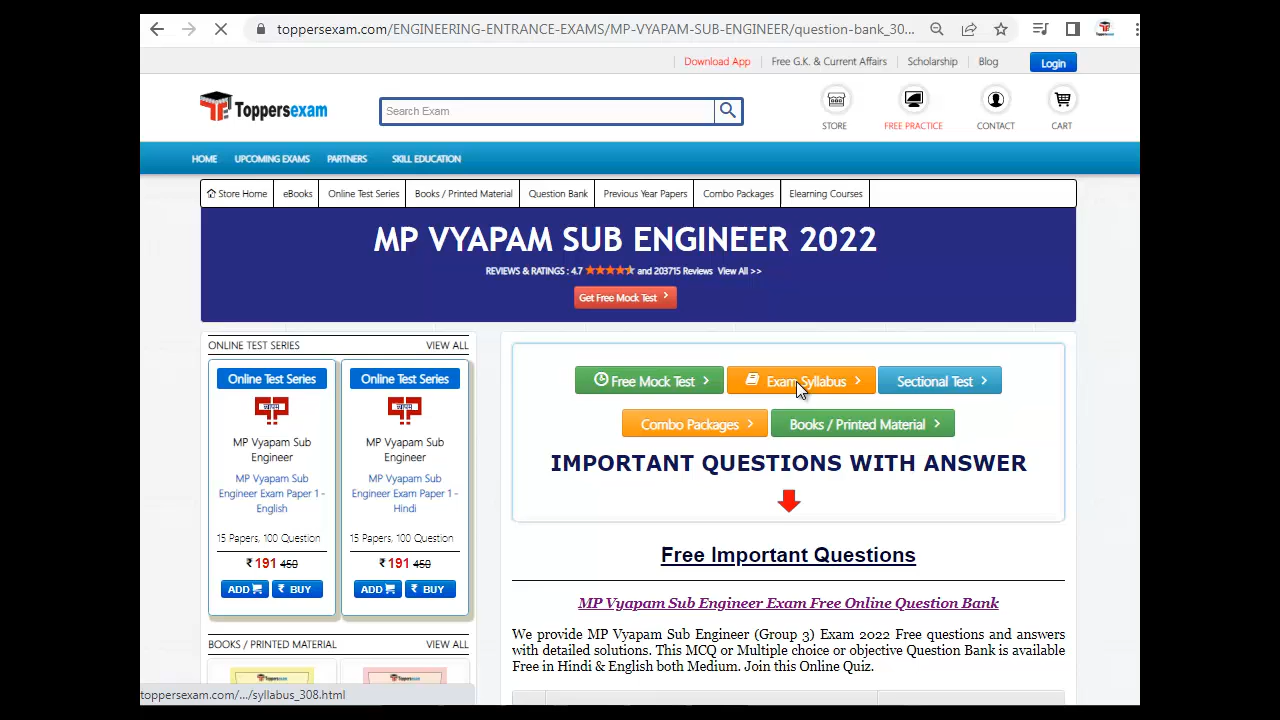 toppersexam.com/ENGINEERING-ENTRANCE-EXAMS/MP-VYAPAM-SUB-ENGINEER/question-bank_30...
Download App Free G.K. & Current Affairs Scholarship Blog Login
Toppersexam
Search Exam
STORE FREE PRACTICE CONTACT CART
HOME UPCOMING EXAMS PARTNERS SKILL EDUCATION
Store Home eBooks Online Test Series Books / Printed Material Question Bank Previous Year Papers Combo Packages Elearning Courses
MP VYAPAM SUB ENGINEER 2022
REVIEWS & RATINGS : 4.7 and 203715 Reviews View All >>
Get Free Mock Test
ONLINE TEST SERIES VIEW ALL
Online Test Series
MP Vyapam Sub
Engineer
MP Vyapam Sub
Engineer Exam Paper 1 -
English
15 Papers, 100 Question
₹ 191 450
ADD ₹ BUY
Online Test Series
MP Vyapam Sub
Engineer
MP Vyapam Sub
Engineer Exam Paper 1 -
Hindi
15 Papers, 100 Question
₹ 191 450
ADD ₹ BUY
BOOKS / PRINTED MATERIAL VIEW ALL
Free Mock Test Exam Syllabus Sectional Test
Combo Packages Books / Printed Material
IMPORTANT QUESTIONS WITH ANSWER
Free Important Questions
MP Vyapam Sub Engineer Exam Free Online Question Bank
We provide MP Vyapam Sub Engineer (Group 3) Exam 2022 Free questions and answers
with detailed solutions. This MCQ or Multiple choice or objective Question Bank is available
Free in Hindi & English both Medium. Join this Online Quiz.
toppersexam.com/.../syllabus_308.html